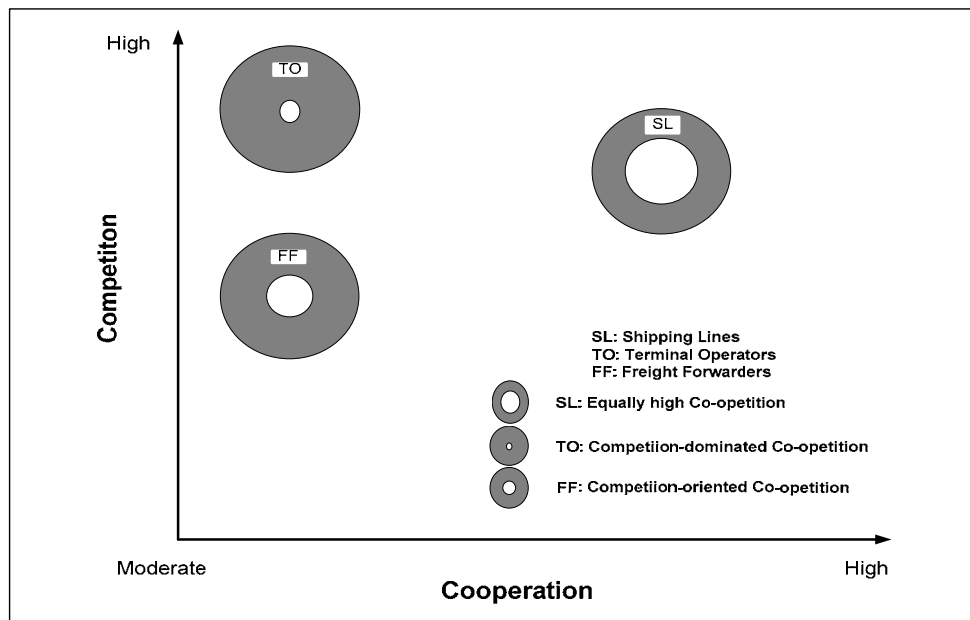 High
TO
SL
FF
Competiton
SL: Shipping Lines
TO: Terminal Operators
FF: Freight Forwarders
SL: Equally high Co-opetition
TO: Competiion-dominated Co-opetition
FF: Competiion-oriented Co-opetition
Moderate
High
Cooperation